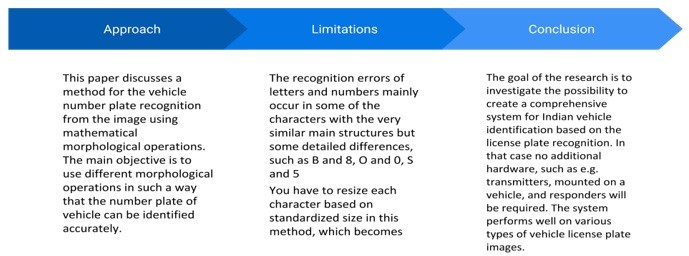 Approach
Limitations
Conclusion
This paper discusses a
method for the vehicle
number plate recognition
from the image using
mathematical
morphological operations.
The main objective is to
use different morphological
operations in such a way
that the number plate of
vehicle can be identified
accurately.
The recognition errors of
letters and numbers mainly
occur in some of the
characters with the very
similar main structures but
some detailed differences,
such as B and 8, O and 0, S
and 5
You have to resize each
character based on
standardized size in this
method, which becomes
The goal of the research is to
investigate the possibility to
create a comprehensive
system for Indian vehicle
identification based on the
license plate recognition. In
that case no additional
hardware, such as e.g.
transmitters, mounted on a
vehicle, and responders will
be required. The system
performs well on various
types of vehicle license plate
images.